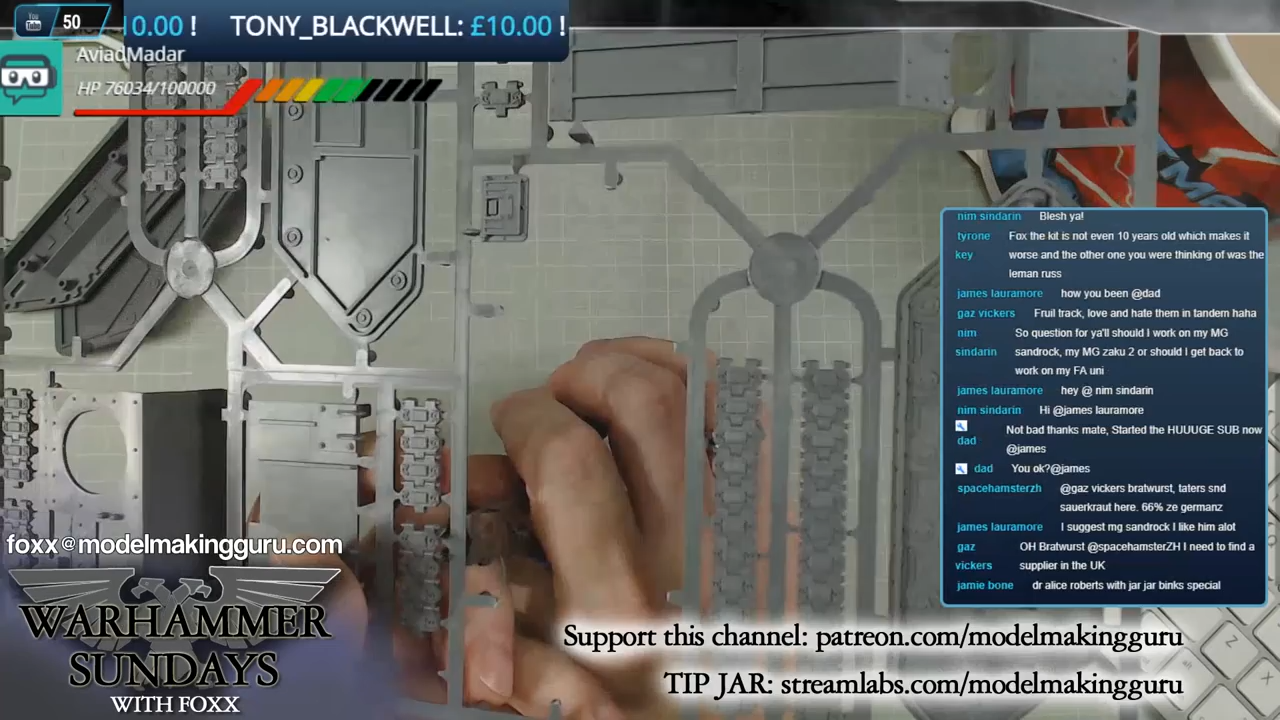 50
10.00 ! TONY_BLACKWELL: £10.00 !
AviadMadar
HP 76034/100000
nim sindarin Blesh ya!
tyrone Fox the kit is not even 10 years old which makes it
key worse and the other one you were thinking of was the
leman russ
james lauramore how you been @dad
gaz vickers Fruil track, love and hate them in tandem haha
nim So question for ya'll should I work on my MG
sindarin sandrock, my MG zaku 2 or should I get back to
work on my FA uni
james lauramore hey @ nim sindarin
nim sindarin Hi @james lauramore
dad Not bad thanks mate, Started the HUUUGE SUB now
@james
dad You ok?@james
spacehamsterzh @gaz vickers bratwurst, taters snd
sauerkraut here. 66% ze germanz
james lauramore I suggest mg sandrock I like him alot
gaz OH Bratwurst @spacehamsterZH I need to find a
vickers supplier in the UK
jamie bone dr alice roberts with jar jar binks special
foxx@modelmakingguru.com
WARHAMMER
SUNDAYS
WITH FOXX
Support this channel: patreon.com/modelmakingguru
TIP JAR: streamlabs.com/modelmakingguru